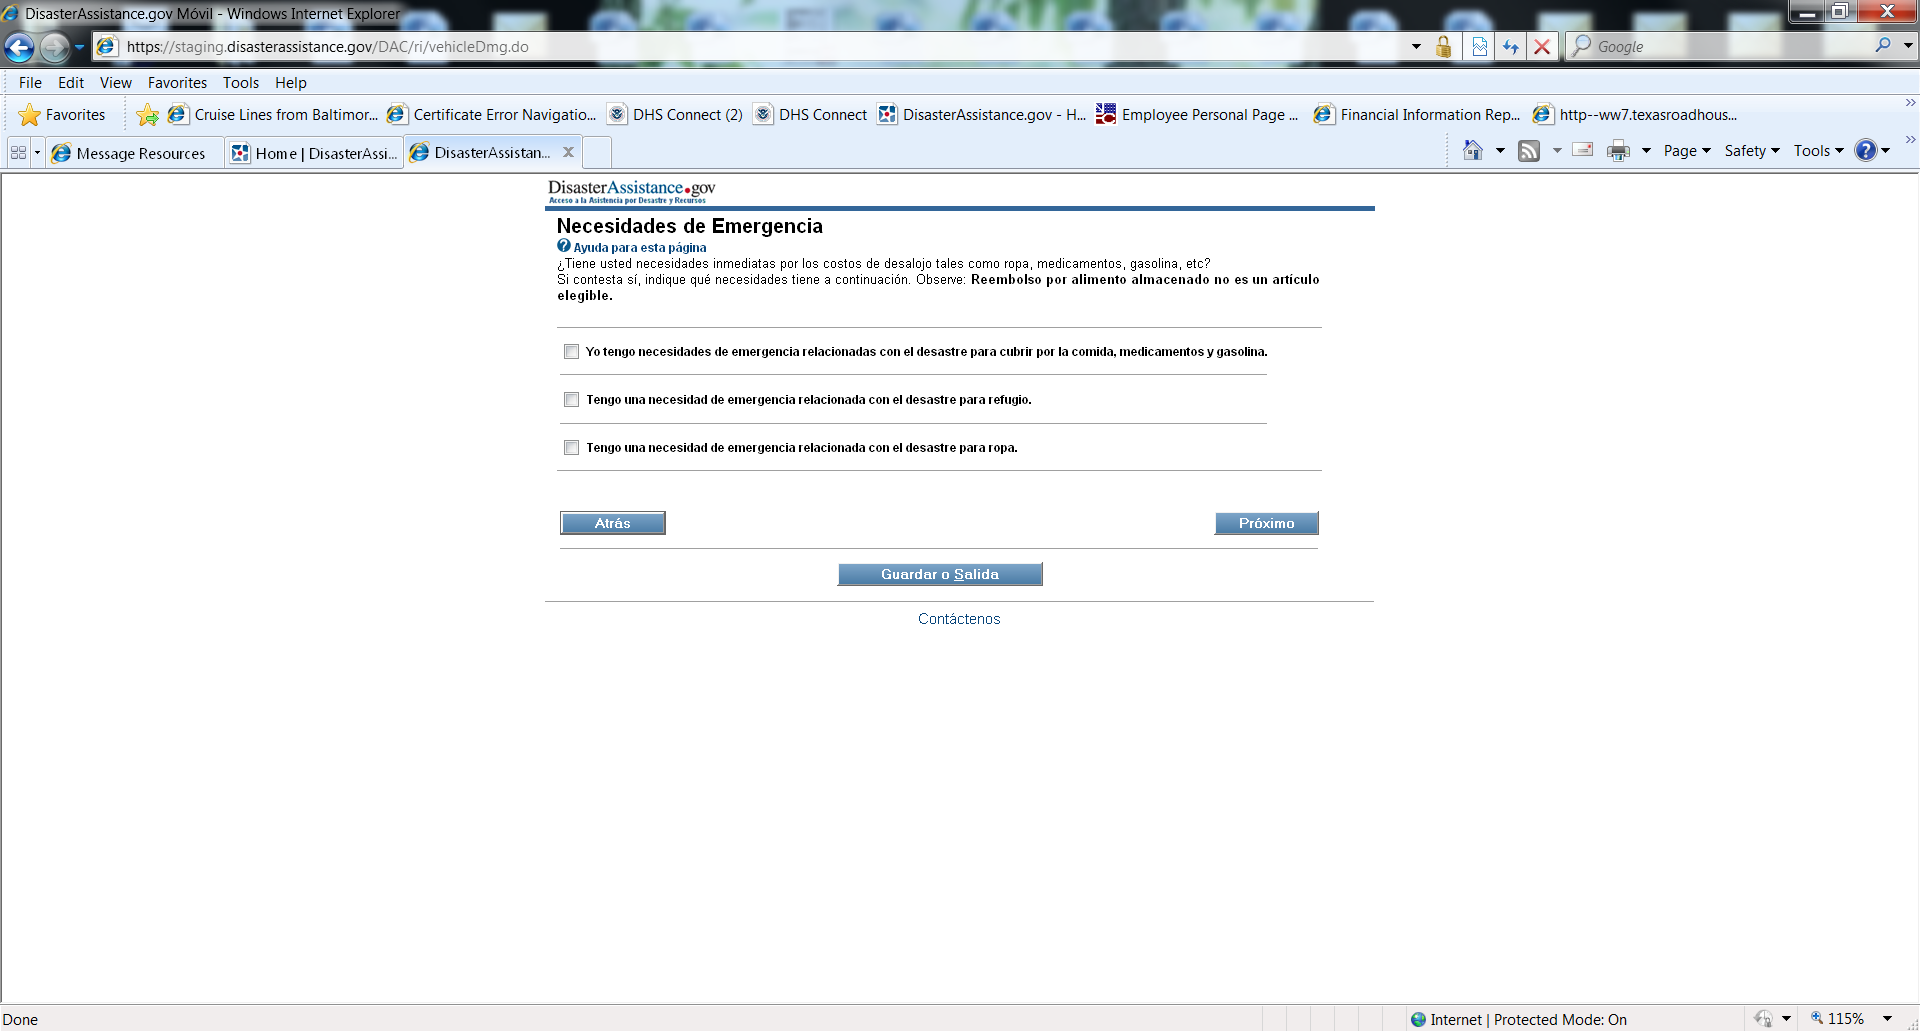 DisasterAssistance.gov Móvil - Windows Internet Explorer
https://staging.disasterassistance.gov/DAC/ri/vehicleDmg.do
Google
File Edit View Favorites Tools Help
Favorites Cruise Lines from Baltimor... Certificate Error Navigatio... DHS Connect (2) DHS Connect DisasterAssistance.gov - H... Employee Personal Page ... Financial Information Rep... http--ww7.texasroadhous...
Message Resources Home | DisasterAssi... DisasterAssistan... Page Safety Tools
DisasterAssistance.gov
Acceso a la Asistencia por Desastre y Recursos
Necesidades de Emergencia
Ayuda para esta página
¿Tiene usted necesidades inmediatas por los costos de desalojo tales como ropa, medicamentos, gasolina, etc?
Si contesta sí, indique qué necesidades tiene a continuación. Observe: Reembolso por alimento almacenado no es un artículo
elegible.
Yo tengo necesidades de emergencia relacionadas con el desastre para cubrir por la comida, medicamentos y gasolina.
Tengo una necesidad de emergencia relacionada con el desastre para refugio.
Tengo una necesidad de emergencia relacionada con el desastre para ropa.
Atrás Próximo
Guardar o Salida
Contáctenos
Done Internet | Protected Mode: On 115%